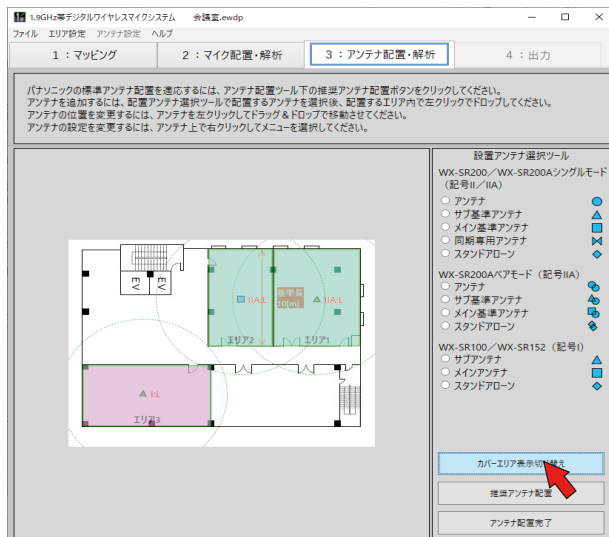 1.9GHz帯デジタルワイヤレスマイクシステム　会議室.ewdp
ファイル エリア設定 アンテナ設定 ヘルプ
1：マッピング
2：マイク配置・解析
3：アンテナ配置・解析
4：出力
パナソニックの標準アンテナ配置を適応するには、アンテナ配置ツール下の推奨アンテナ配置ボタンをクリックしてください。
アンテナを追加するには、配置アンテナ選択ツールで配置するアンテナを選択後、配置するエリア内で左クリックでドロップしてください。
アンテナの位置を変更するには、アンテナを左クリックしてドラッグ＆ドロップで移動させてください。
アンテナの設定を変更するには、アンテナ上で右クリックしてメニューを選択してください。
EV
EV
IIA:L
基準長
10[m]
IIA:L
エリア2
エリア1
I:L
エリア3
設置アンテナ選択ツール
WX-SR200／WX-SR200Aシングルモード
（記号II／IIA）
アンテナ
サブ基準アンテナ
メイン基準アンテナ
同期専用アンテナ
スタンドアローン
WX-SR200Aペアモード（記号IIA）
アンテナ
サブ基準アンテナ
メイン基準アンテナ
スタンドアローン
WX-SR100／WX-SR152（記号I）
サブアンテナ
メインアンテナ
スタンドアローン
カバーエリア表示切り替え
推奨アンテナ配置
アンテナ配置完了